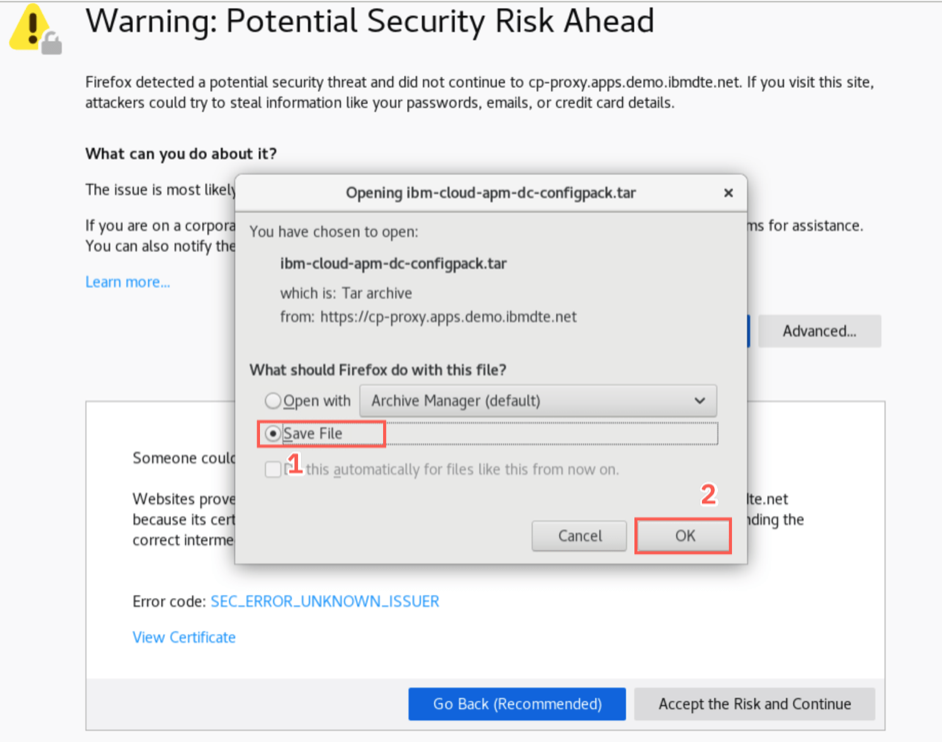 Warning: Potential Security Risk Ahead
Firefox detected a potential security threat and did not continue to cp-proxy.apps.demo.ibmdte.net. If you visit this site,
attackers could try to steal information like your passwords, emails, or credit card details.
What can you do about it?
The issue is most likely
If you are on a corpora
ms for assistance.
You can also notify the
Learn more...
Advanced...
Opening ibm-cloud-apm-dc-configpack.tar
You have chosen to open:
ibm-cloud-apm-dc-configpack.tar
which is: Tar archive
from: https://cp-proxy.apps.demo.ibmdte.net
What should Firefox do with this file?
Open with Archive Manager (default)
Save File
1
this automatically for files like this from now on.
2
Cancel OK
Someone could
Websites prove
te.net
because its cert
nding the
correct interme
Error code: SEC_ERROR_UNKNOWN_ISSUER
View Certificate
Go Back (Recommended) Accept the Risk and Continue